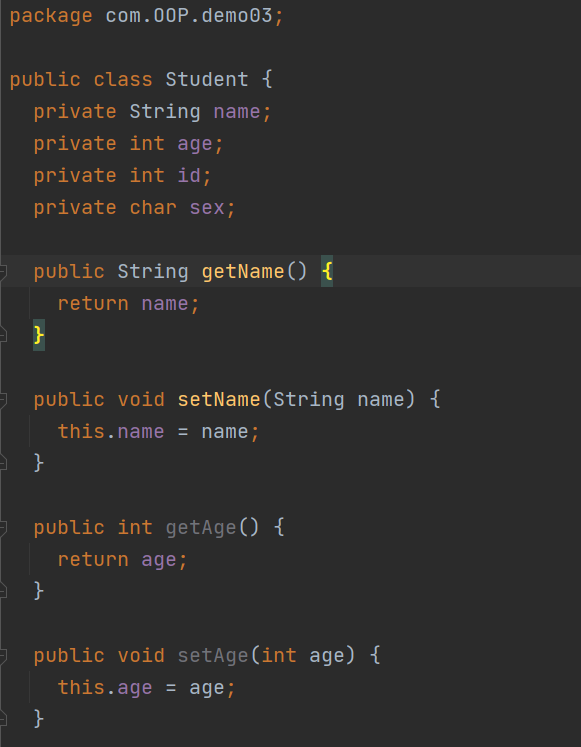 package com.OOP.demo03;
public class Student {
private String name;
private int age;
private int id;
private char sex;
public String getName() {
return name;
}
public void setName(String name) {
this.name = name;
}
public int getAge() {
return age;
}
public void setAge(int age) {
this.age = age;
}